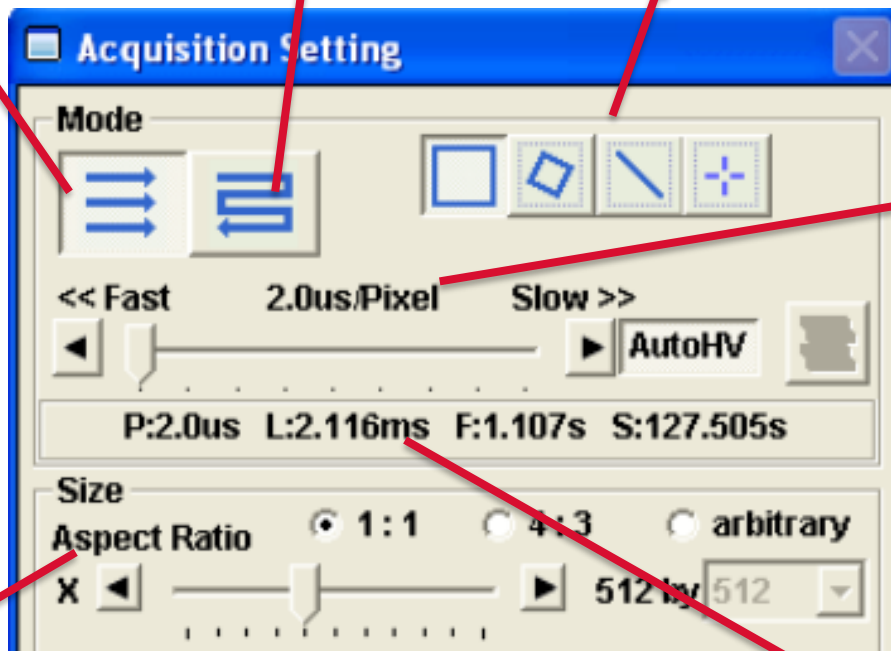 Acquisition Setting
Mode
<< Fast 2.0us/Pixel Slow >>
AutoHV
P:2.0us L:2.116ms F:1.107s S:127.505s
Size
Aspect Ratio 1 : 1 4 : 3 arbitrary
X 512 by 512